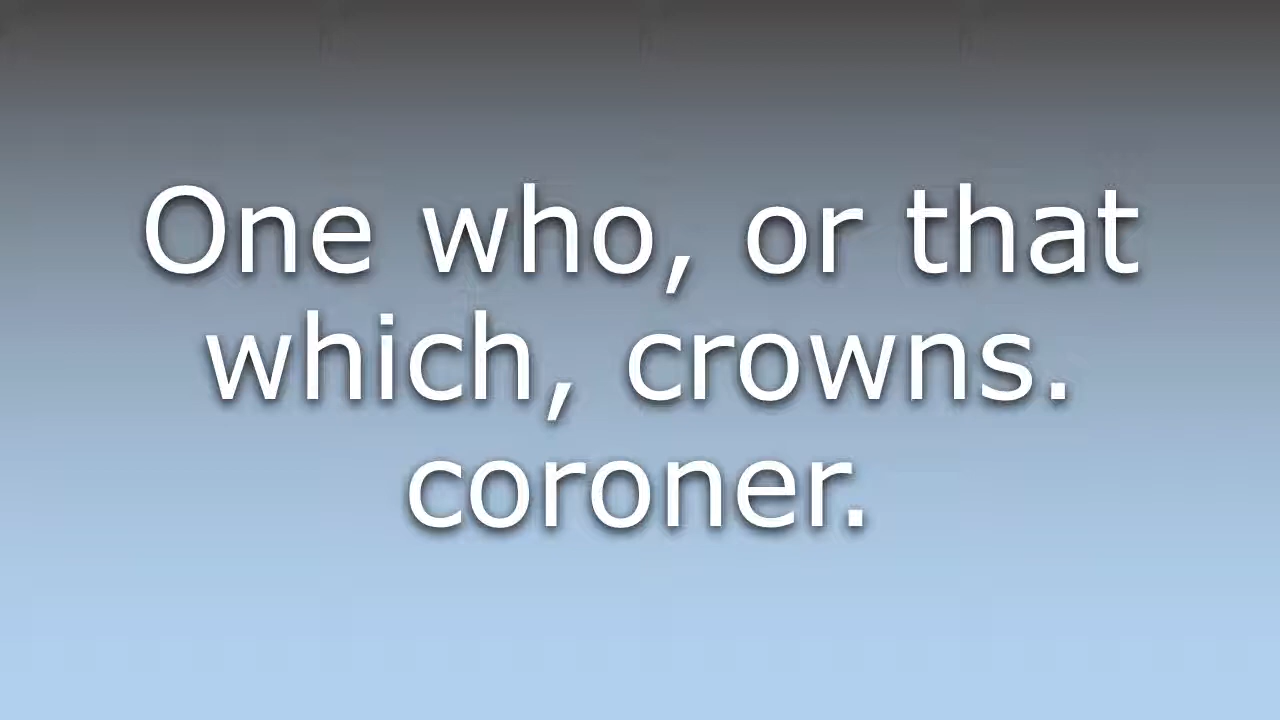 One who, or that
which, crowns.
coroner.